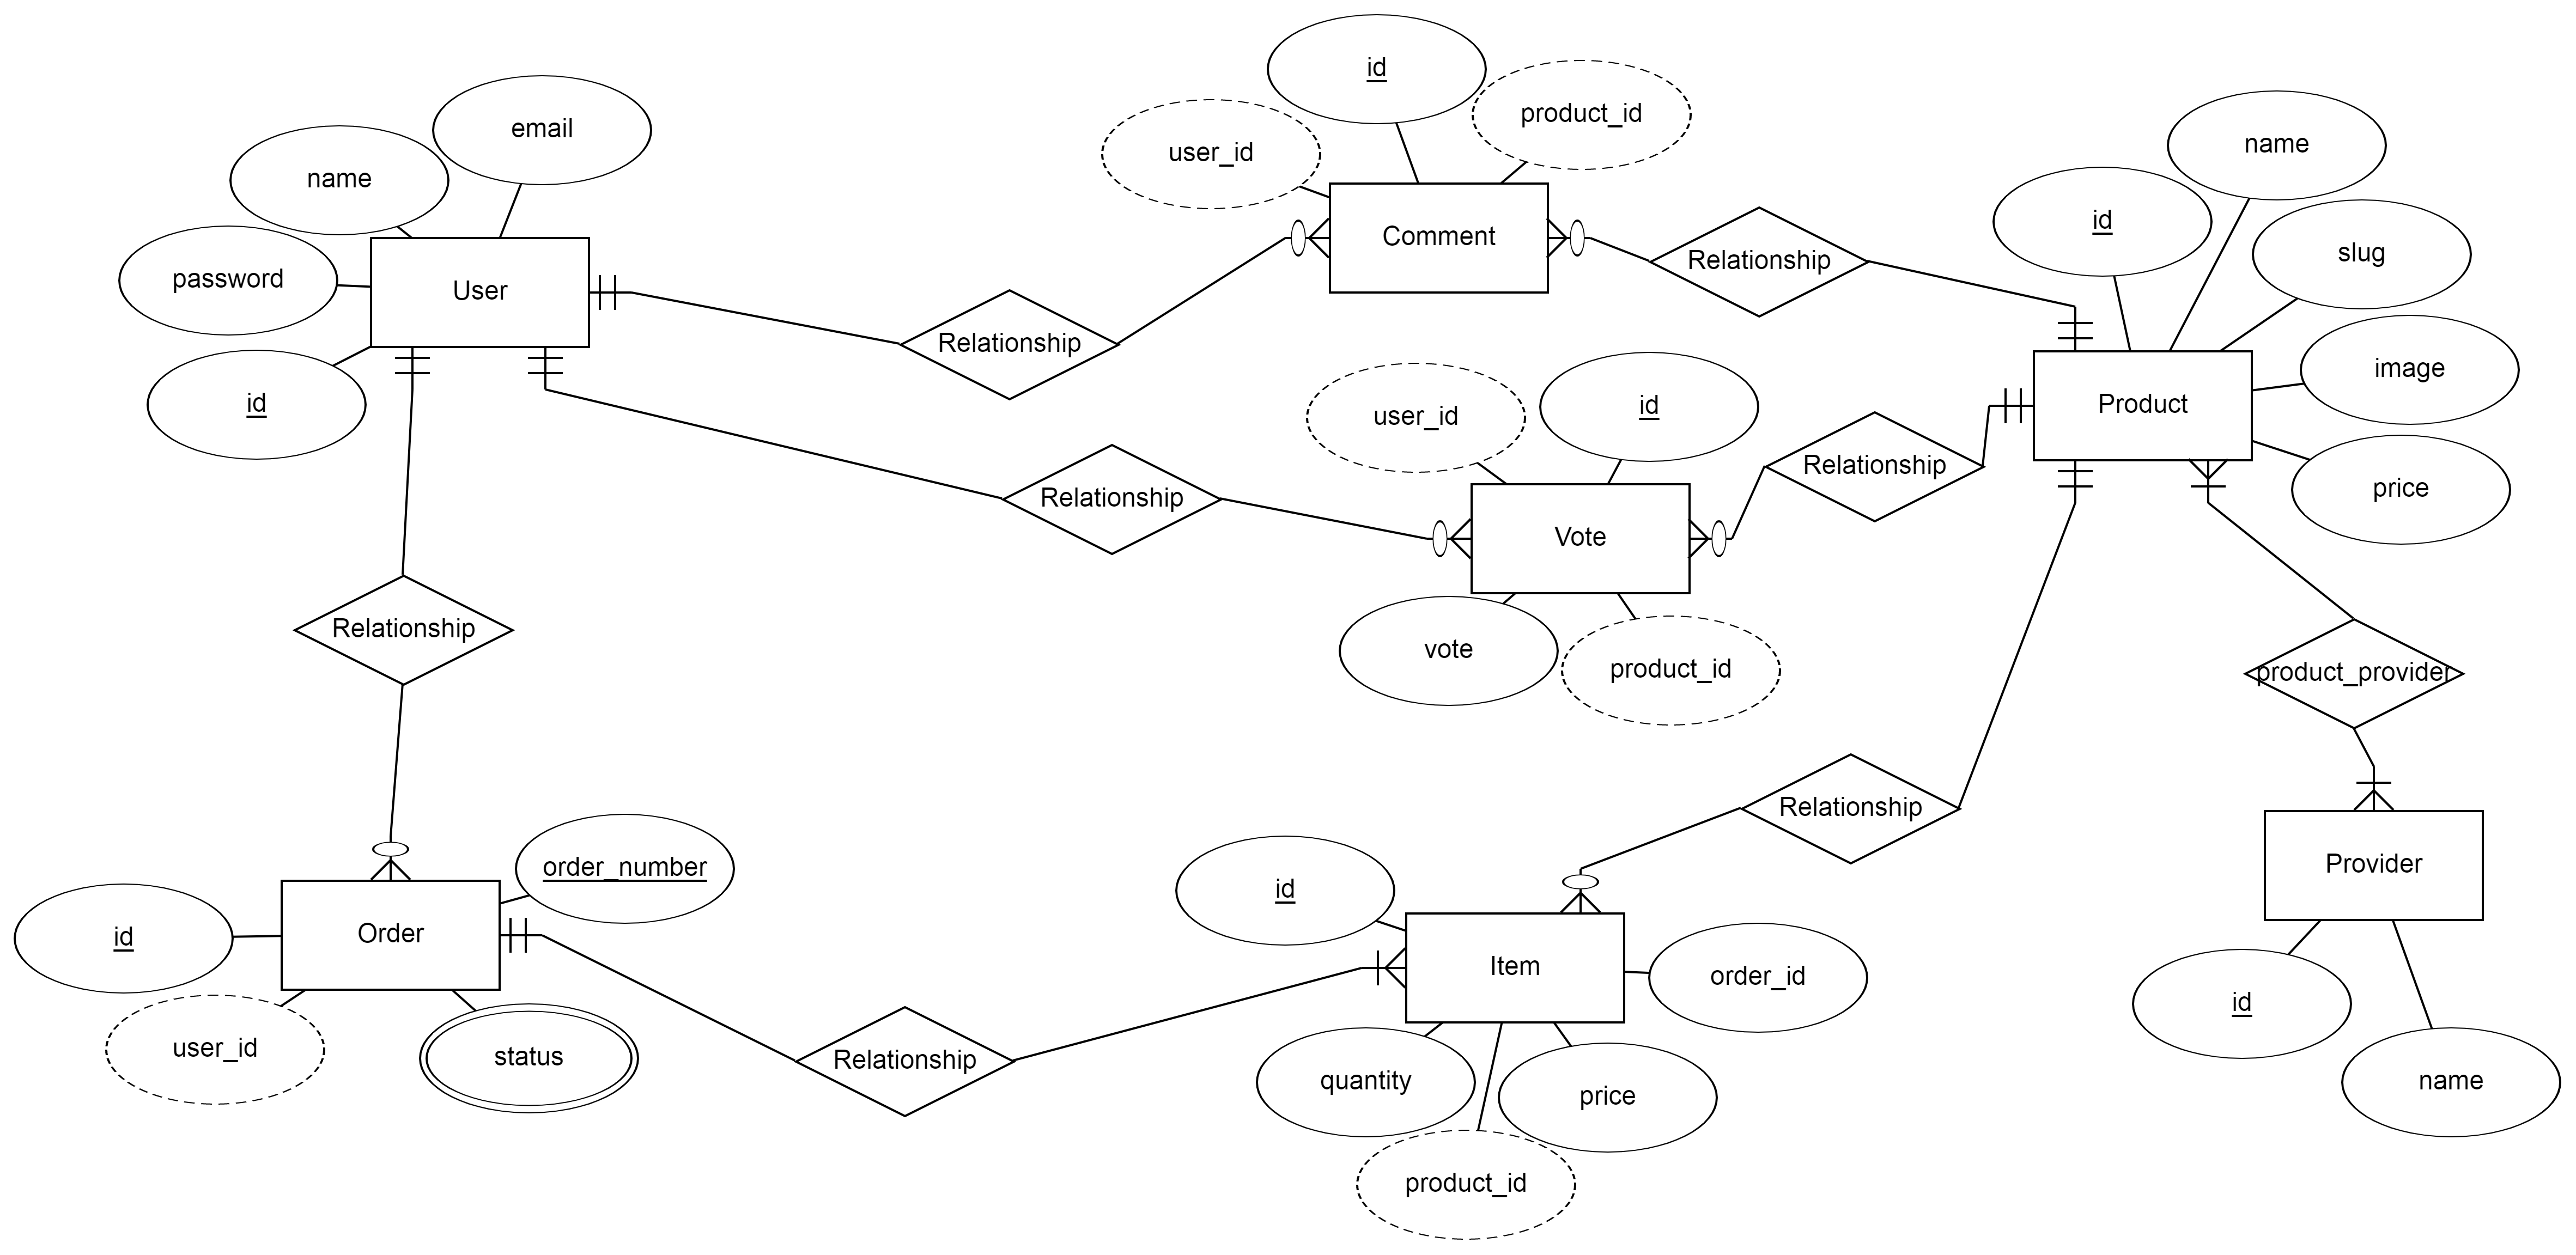 id
product_id
email
name
user_id
name
id
slug
password
User
Comment
Relationship
image
Product
id
Relationship
user_id
id
Relationship
price
Relationship
Vote
Relationship
vote
product_id
product_provider
Relationship
order_number
id
Provider
id
Order
Item
order_id
user_id
status
Relationship
quantity
price
id
name
product_id